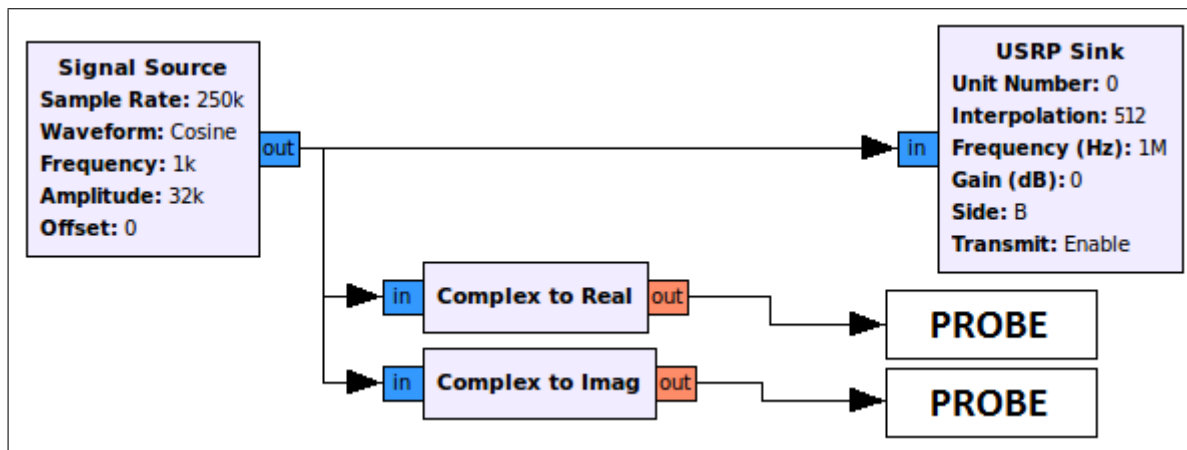 Signal Source
Sample Rate: 250k
Waveform: Cosine
Frequency: 1k
Amplitude: 32k
Offset: 0
out
in
USRP Sink
Unit Number: 0
Interpolation: 512
Frequency (Hz): 1M
Gain (dB): 0
Side: B
Transmit: Enable
in
Complex to Real
out
PROBE
in
Complex to Imag
out
PROBE